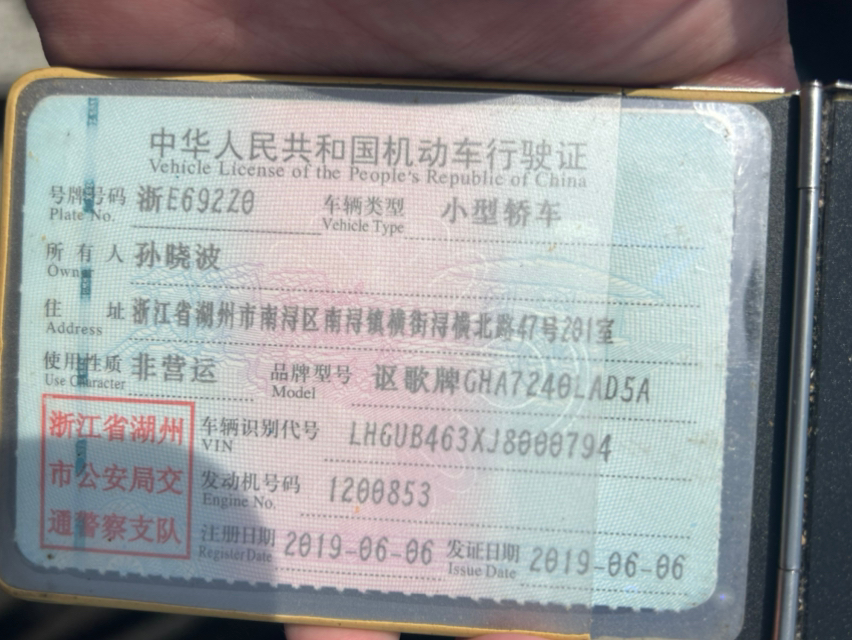 中华人民共和国机动车行驶证
Vehicle License of the People's Republic of China
号牌号码 浙E69220 车辆类型 小型轿车
Plate No. Vehicle Type
所有人 孙晓波
Owner
住址 浙江省湖州市南浔区南浔镇横街浔横北路47号201室
Address
使用性质 非营运 品牌型号 讴歌牌GHA7240LAD5A
Use Character Model
浙江省湖州 车辆识别代号 LHGUB463XJ8000794
VIN
市公安局交 发动机号码 1200853
Engine No.
通警察支队 注册日期 2019-06-06 发证日期 2019-06-06
Register Date Issue Date